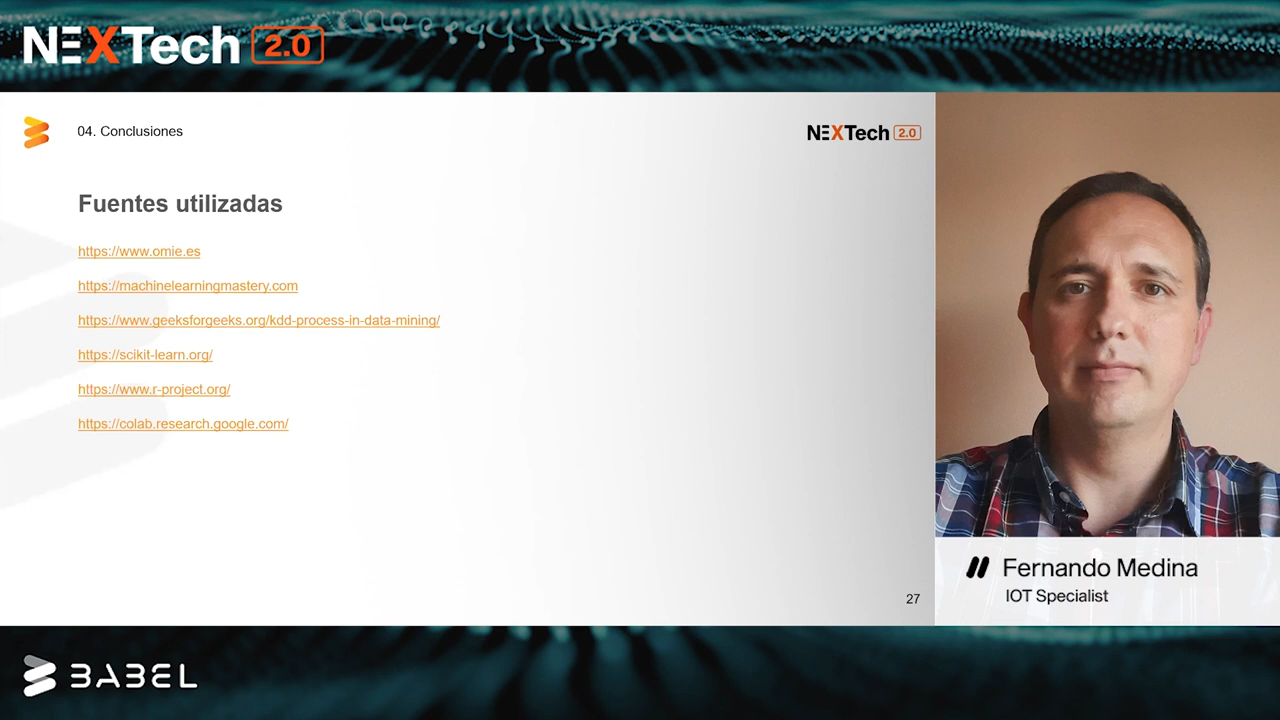 NEXTech 2.0
04. Conclusiones
NEXTech 2.0
Fuentes utilizadas
https://www.omie.es
https://machinelearningmastery.com
https://www.geeksforgeeks.org/kdd-process-in-data-mining/
https://scikit-learn.org/
https://www.r-project.org/
https://colab.research.google.com/
27
Fernando Medina
IOT Specialist
BABEL